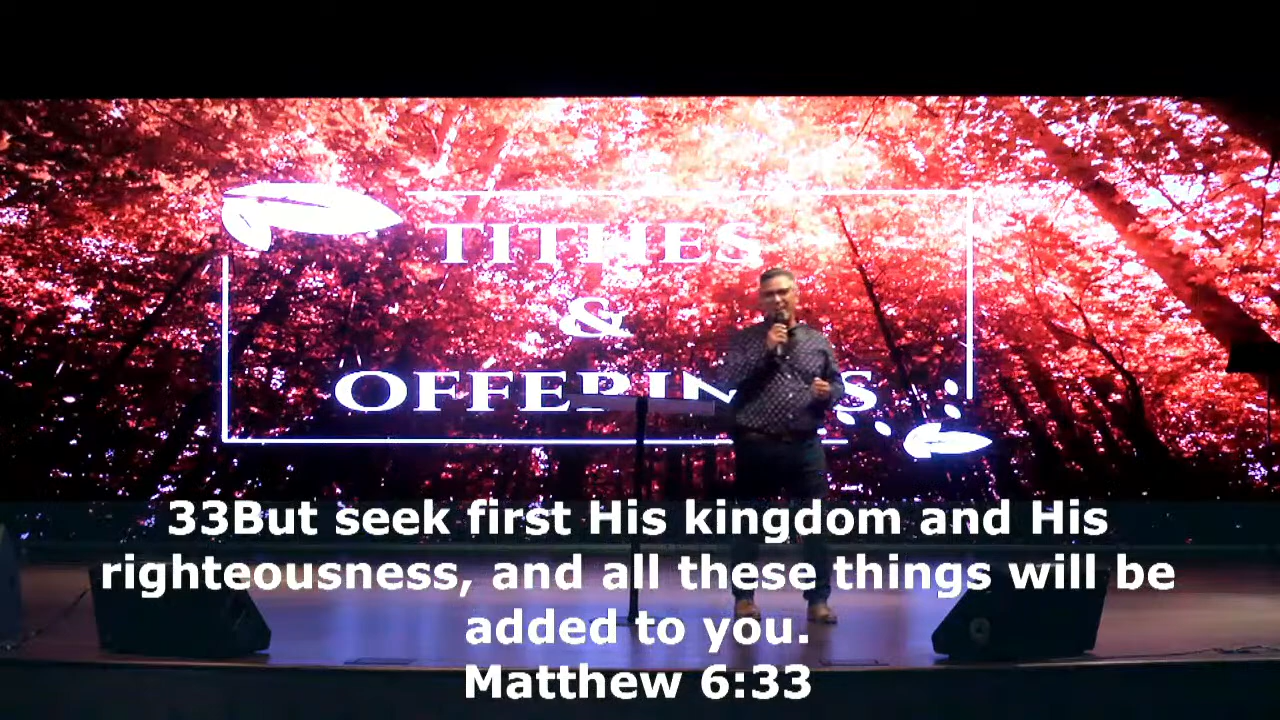 TITHES
&
OFFERINGS
33But seek first His kingdom and His
righteousness, and all these things will be
added to you.
Matthew 6:33